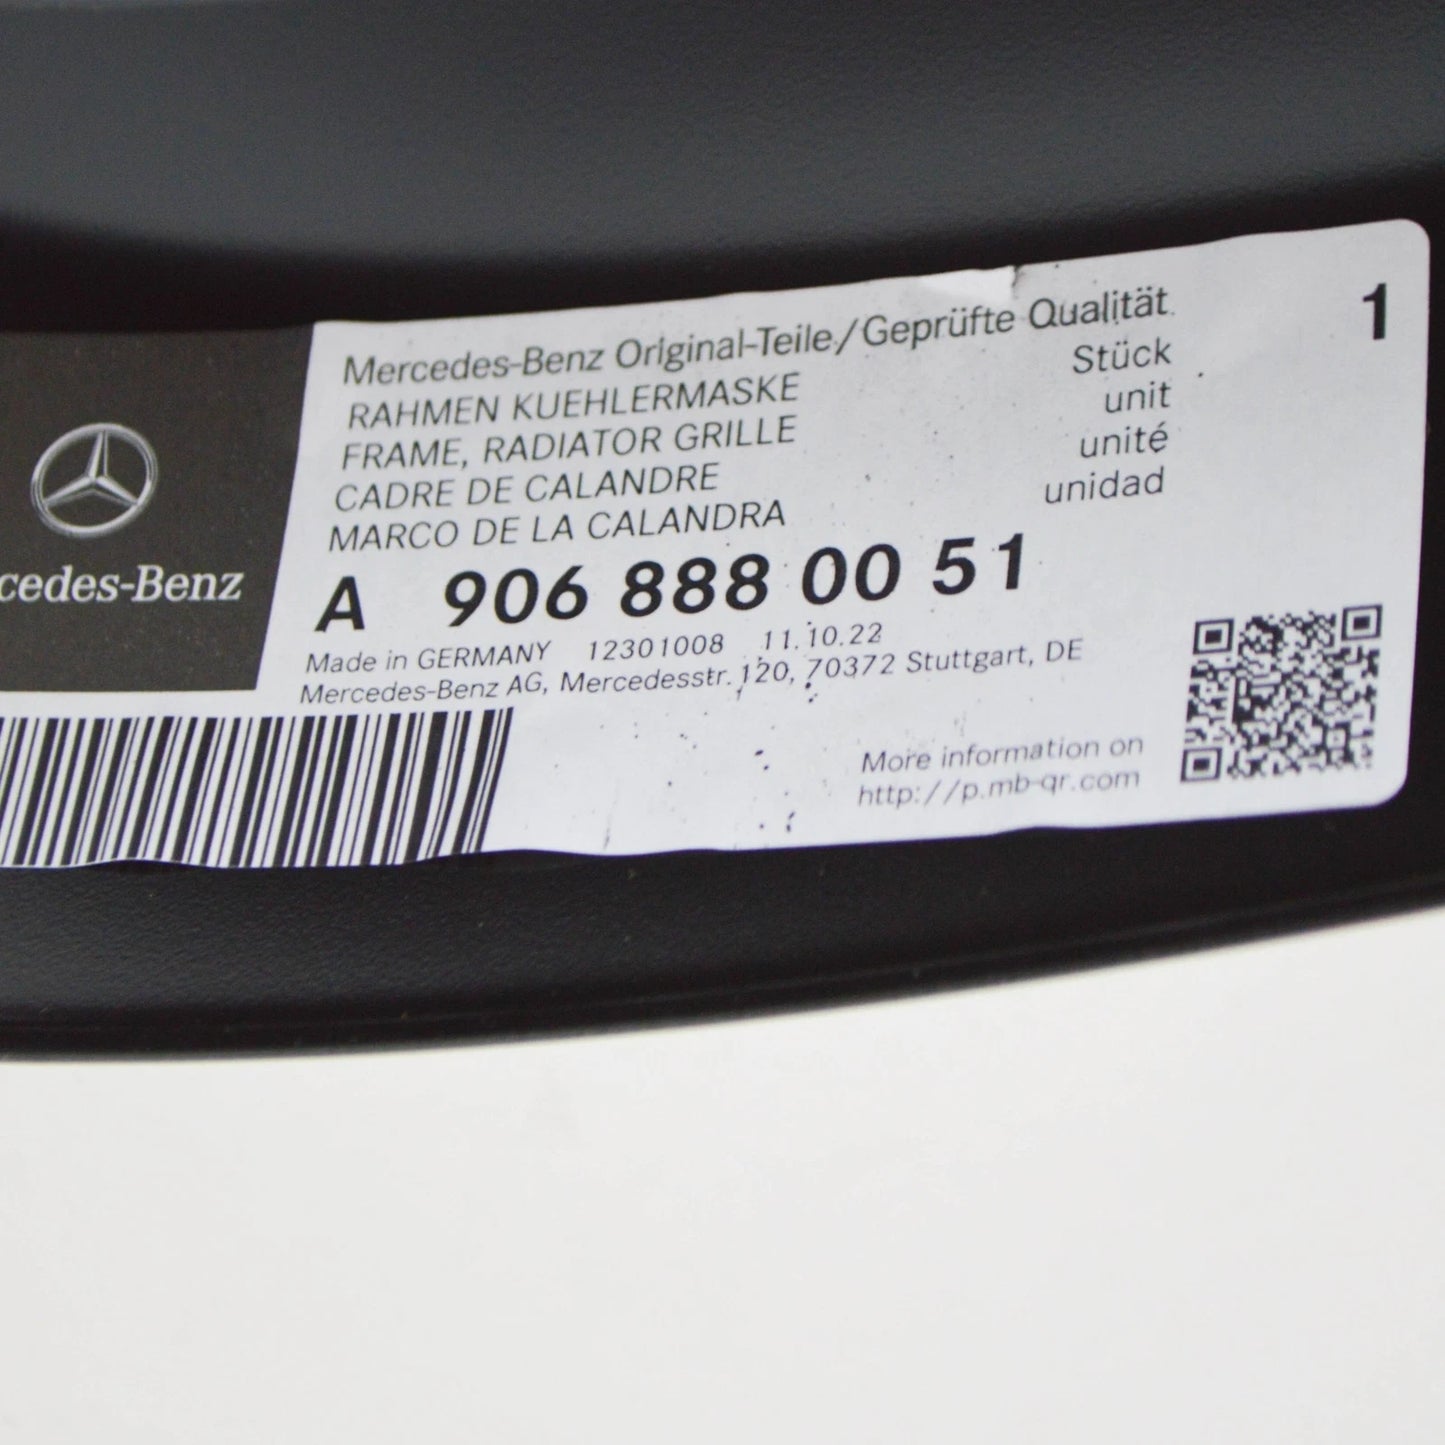 Mercedes-Benz Original-Teile/Geprüfte Qualität 1
RAHMEN KUEHLERMASKE Stück
FRAME, RADIATOR GRILLE unit
CADRE DE CALANDRE unité
MARCO DE LA CALANDRA unidad
cedes-Benz
A 906 888 00 51
Made in GERMANY 12301008 11.10.22
Mercedes-Benz AG, Mercedesstr. 120, 70372 Stuttgart, DE
More information on
http://p.mb-qr.com